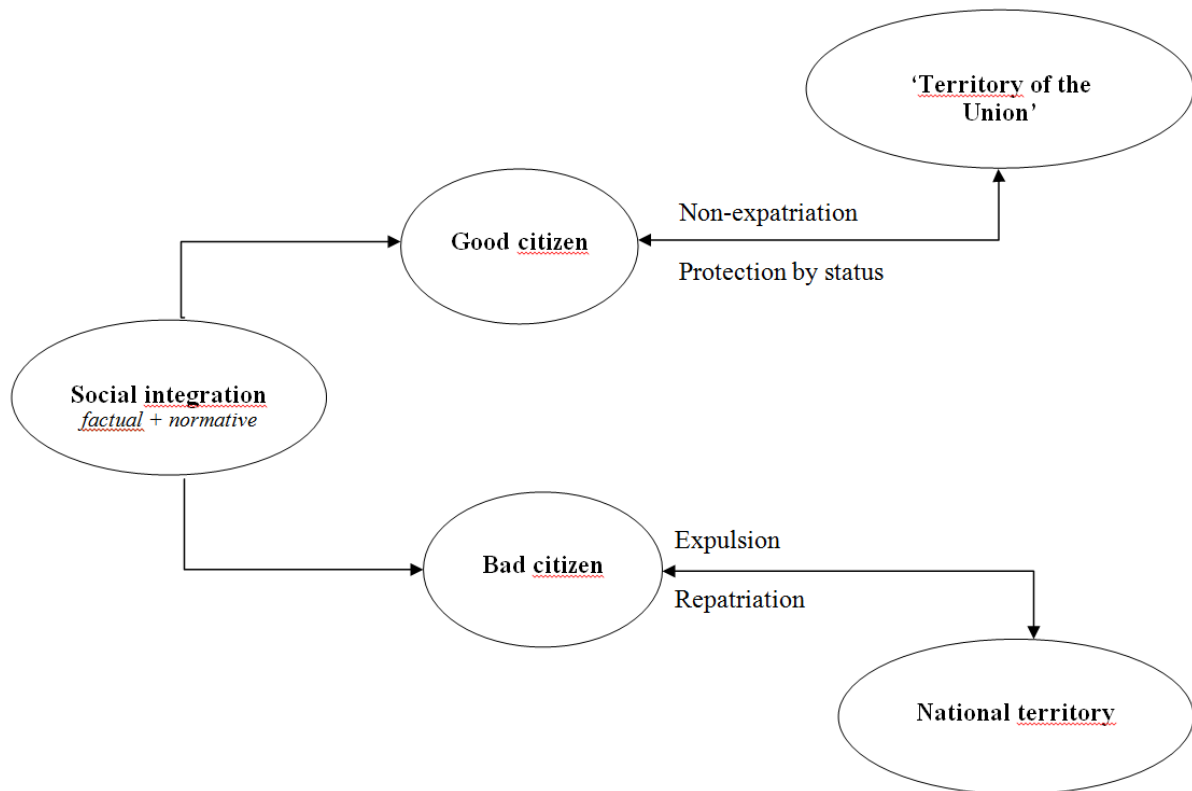 ‘Territory of the
Union’
Non-expatriation
Good citizen
Protection by status
Social integration
factual + normative
Expulsion
Bad citizen
Repatriation
National territory